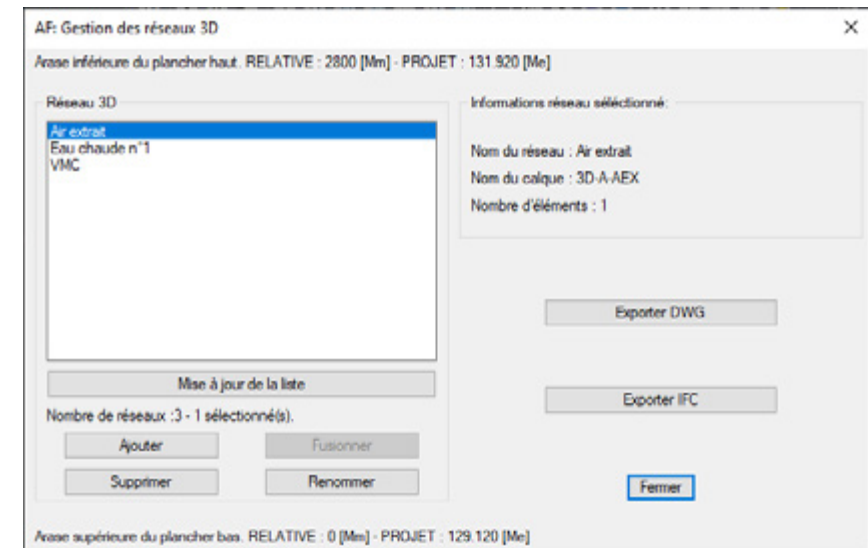 AF: Gestion des réseaux 3D
Arase inférieure du plancher haut. RELATIVE : 2800 [Mm] - PROJET : 131.920 [Me]
Réseau 3D
Air extrait
Eau chaude n°1
VMC
Mise à jour de la liste
Nombre de réseaux :3 - 1 sélectionné(s).
Ajouter
Fusionner
Supprimer
Renommer
Informations réseau séléctionné:
Nom du réseau : Air extrait
Nom du calque : 3D-A-AEX
Nombre d'éléments : 1
Exporter DWG
Exporter IFC
Fermer
Arase supérieure du plancher bas. RELATIVE : 0 [Mm] - PROJET : 129.120 [Me]